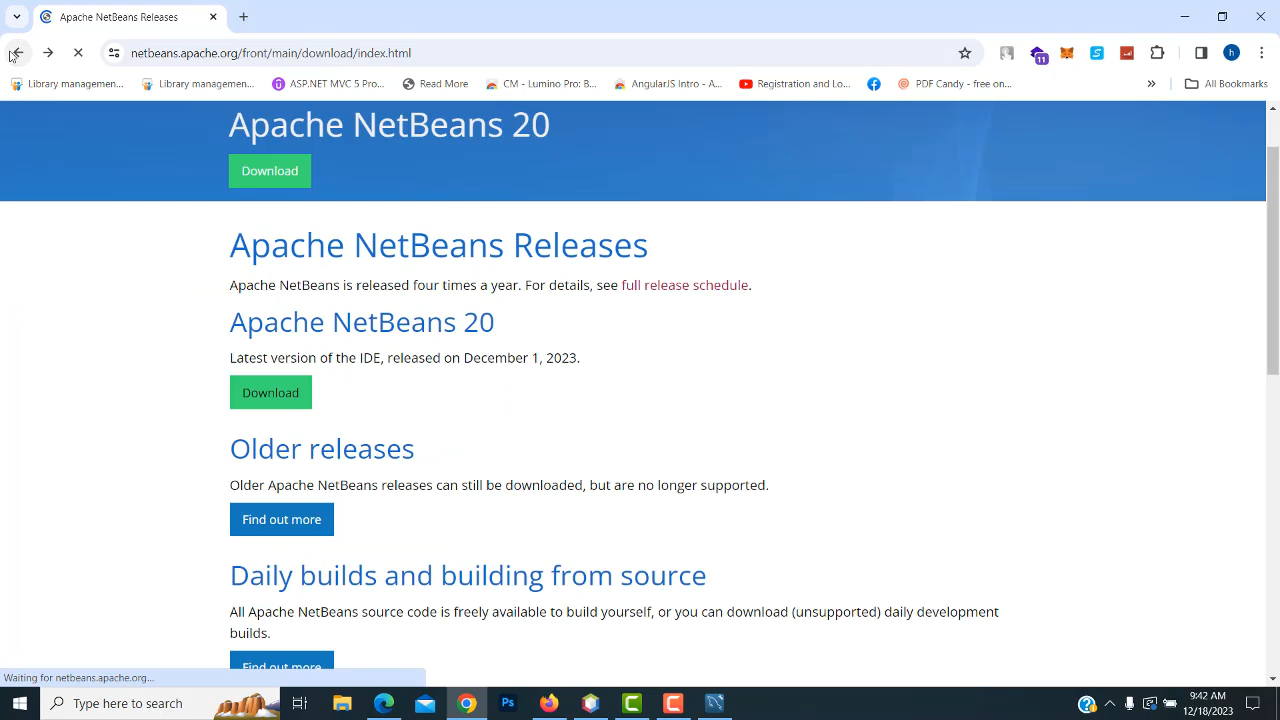 Apache NetBeans Releases
netbeans.apache.org/front/main/download/index.html
11
h
Library managemen...
Library managemen...
ASP.NET MVC 5 Pro...
Read More
CM - Lumino Pro: B...
AngularJS Intro - A...
Registration and Lo...
PDF Candy - free on...
All Bookmarks
Apache NetBeans 20
Download
Apache NetBeans Releases
Apache NetBeans is released four times a year. For details, see full release schedule.
Apache NetBeans 20
Latest version of the IDE, released on December 1, 2023.
Download
Older releases
Older Apache NetBeans releases can still be downloaded, but are no longer supported.
Find out more
Daily builds and building from source
All Apache NetBeans source code is freely available to build yourself, or you can download (unsupported) daily development
builds.
Find out more
Waiting for netbeans.apache.org...
Type here to search
Ps
9:42 AM
12/18/2023